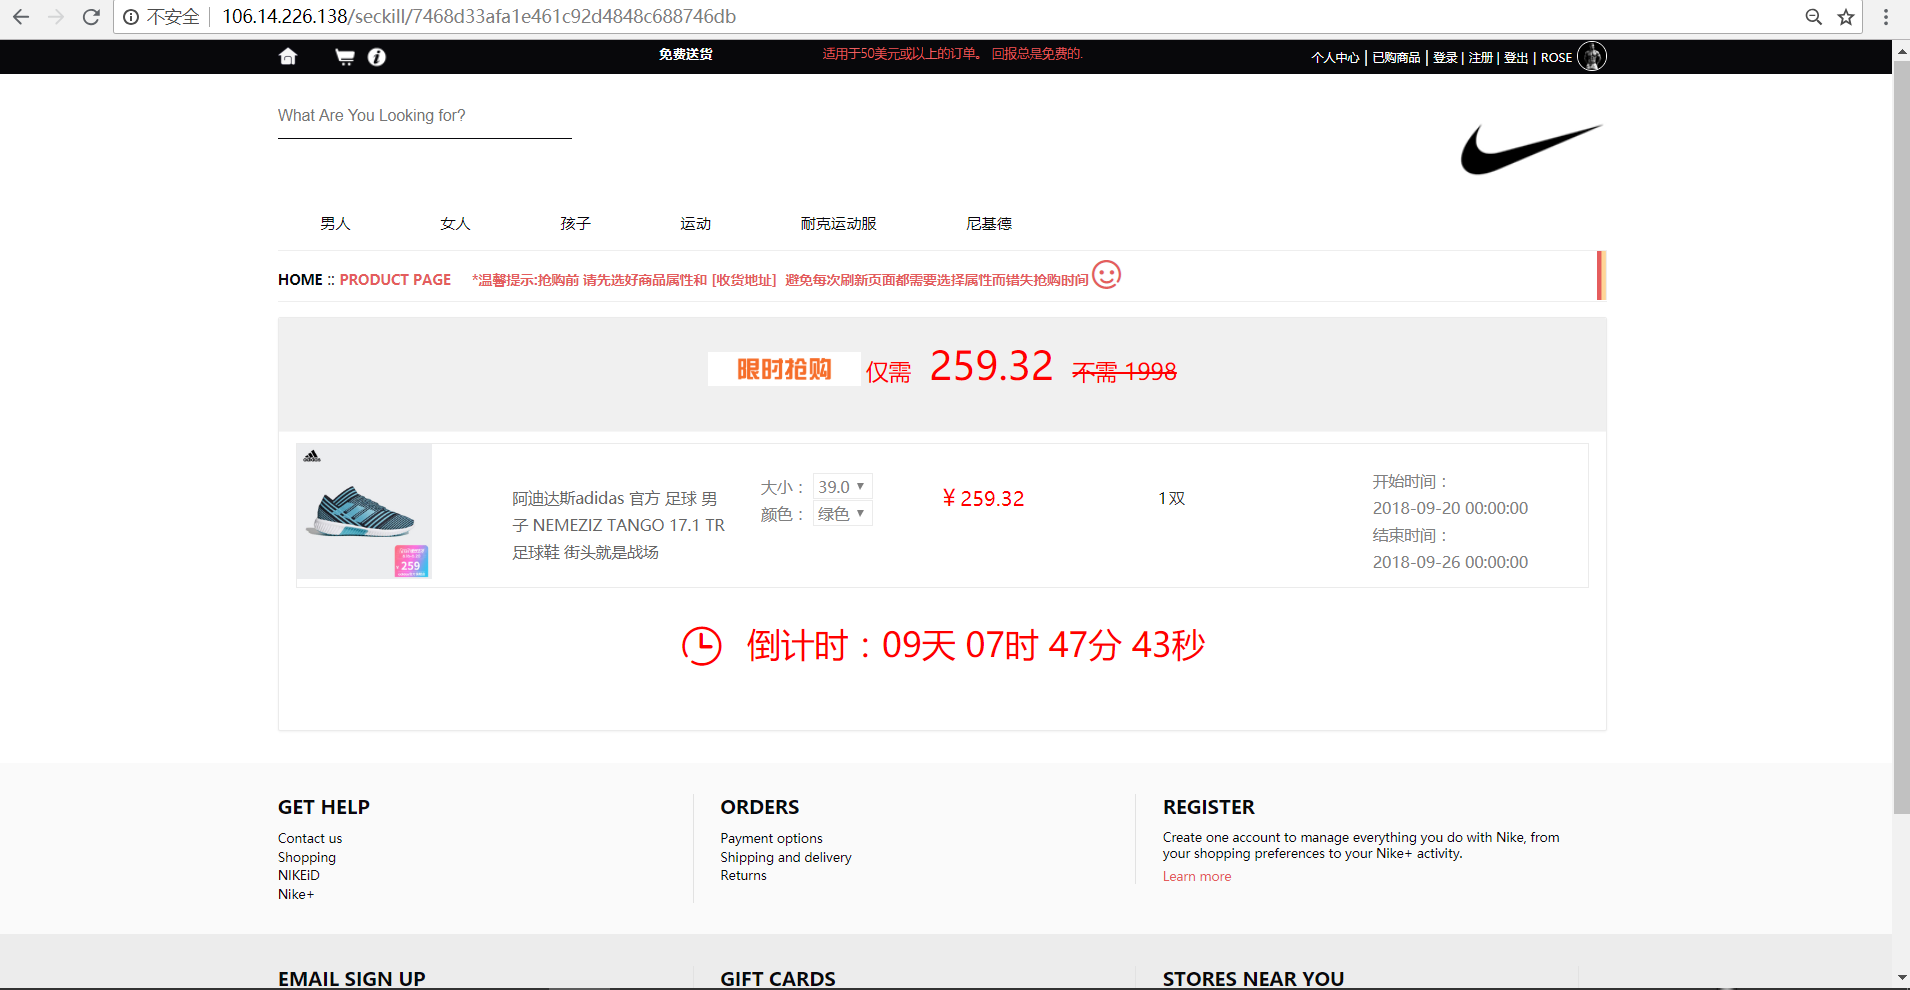 不安全 106.14.226.138/seckill/7468d33afa1e461c92d4848c688746db
免费送货 适用于50美元或以上的订单。 回报总是免费的.
个人中心 | 已购商品 | 登录 | 注册 | 登出 | ROSE
What Are You Looking for?
男人 女人 孩子 运动 耐克运动服 尼基德
HOME :: PRODUCT PAGE *温馨提示:抢购前 请先选好商品属性和 [收货地址] 避免每次刷新页面都需要选择属性而错失抢购时间
限时抢购 仅需 259.32 不需 1998
adidas
259
阿迪达斯adidas 官方 足球 男
子 NEMEZIZ TANGO 17.1 TR
足球鞋 街头就是战场
大小： 39.0
颜色： 绿色
¥ 259.32
1双
开始时间：
2018-09-20 00:00:00
结束时间：
2018-09-26 00:00:00
倒计时：09天 07时 47分 43秒
GET HELP
Contact us
Shopping
NIKEiD
Nike+
ORDERS
Payment options
Shipping and delivery
Returns
REGISTER
Create one account to manage everything you do with Nike, from
your shopping preferences to your Nike+ activity.
Learn more
EMAIL SIGN UP
GIFT CARDS
STORES NEAR YOU